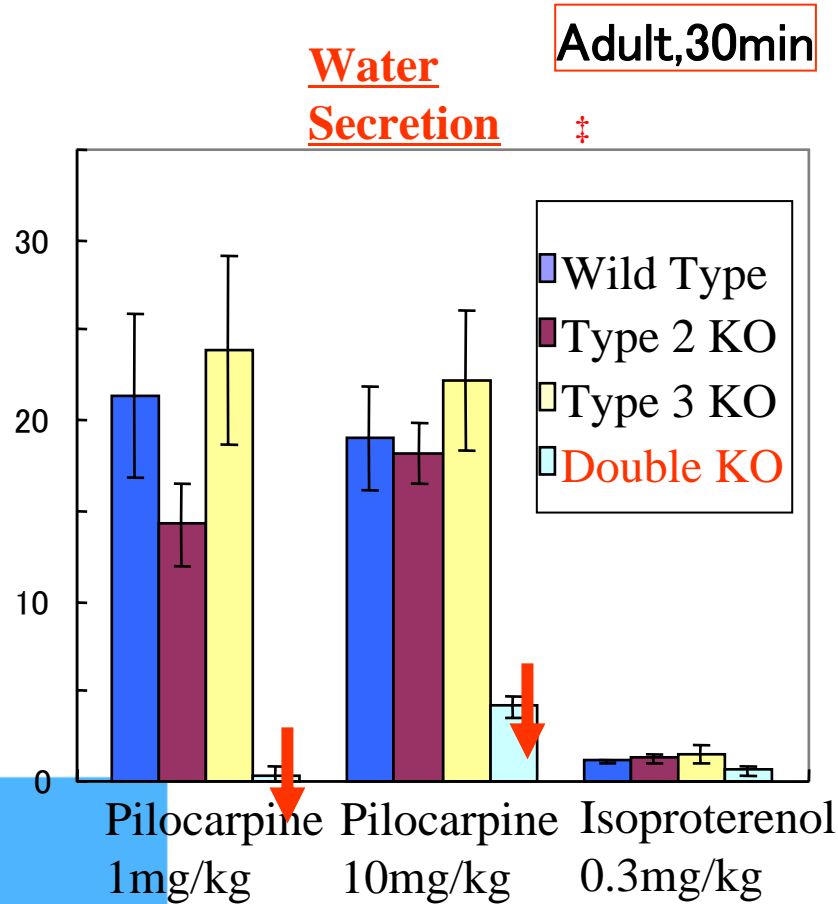 Adult,30min
Water
Secretion ‡
30
20
10
0
Wild Type
Type 2 KO
Type 3 KO
Double KO
Pilocarpine Pilocarpine Isoproterenol
1mg/kg 10mg/kg 0.3mg/kg